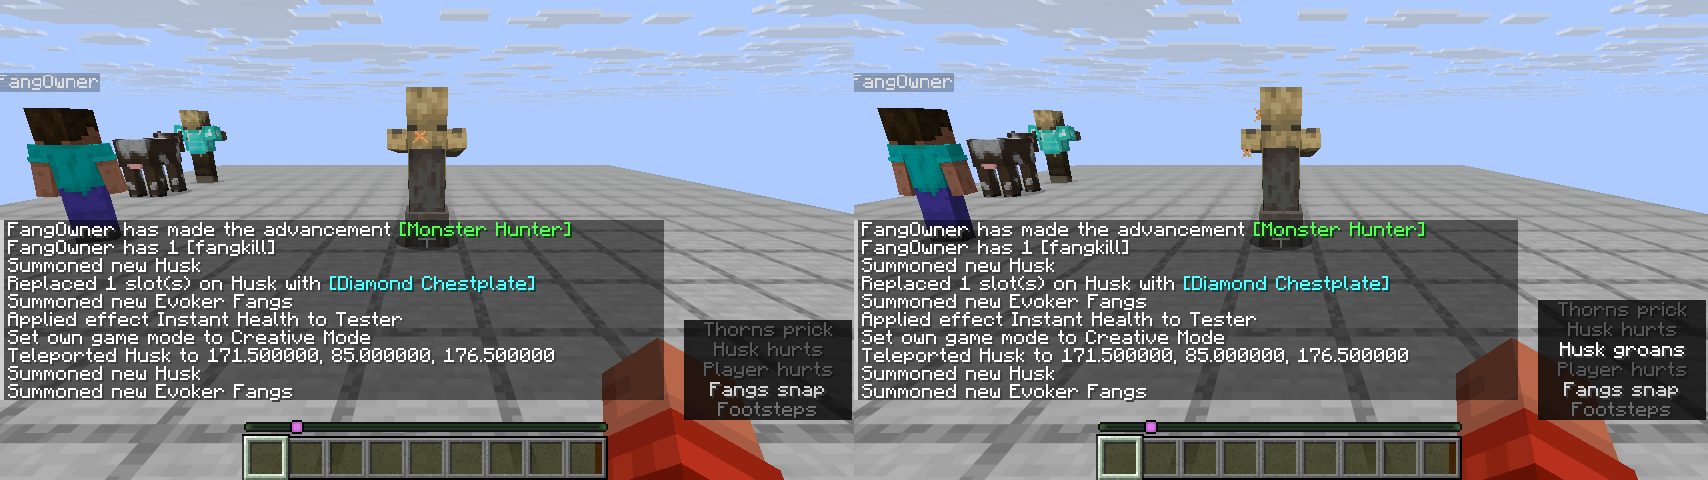 FangOwner
FangOwner has made the advancement [Monster Hunter]
FangOwner has 1 [fangkill]
Summoned new Husk
Replaced 1 slot(s) on Husk with [Diamond Chestplate]
Summoned new Evoker Fangs
Applied effect Instant Health to Tester
Set own game mode to Creative Mode
Teleported Husk to 171.500000, 85.000000, 176.500000
Summoned new Husk
Summoned new Evoker Fangs
Thorns prick
Husk hurts
Player hurts
Fangs snap
Footsteps
FangOwner
FangOwner has made the advancement [Monster Hunter]
FangOwner has 1 [fangkill]
Summoned new Husk
Replaced 1 slot(s) on Husk with [Diamond Chestplate]
Summoned new Evoker Fangs
Applied effect Instant Health to Tester
Set own game mode to Creative Mode
Teleported Husk to 171.500000, 85.000000, 176.500000
Summoned new Husk
Summoned new Evoker Fangs
Thorns prick
Husk hurts
Husk groans
Player hurts
Fangs snap
Footsteps